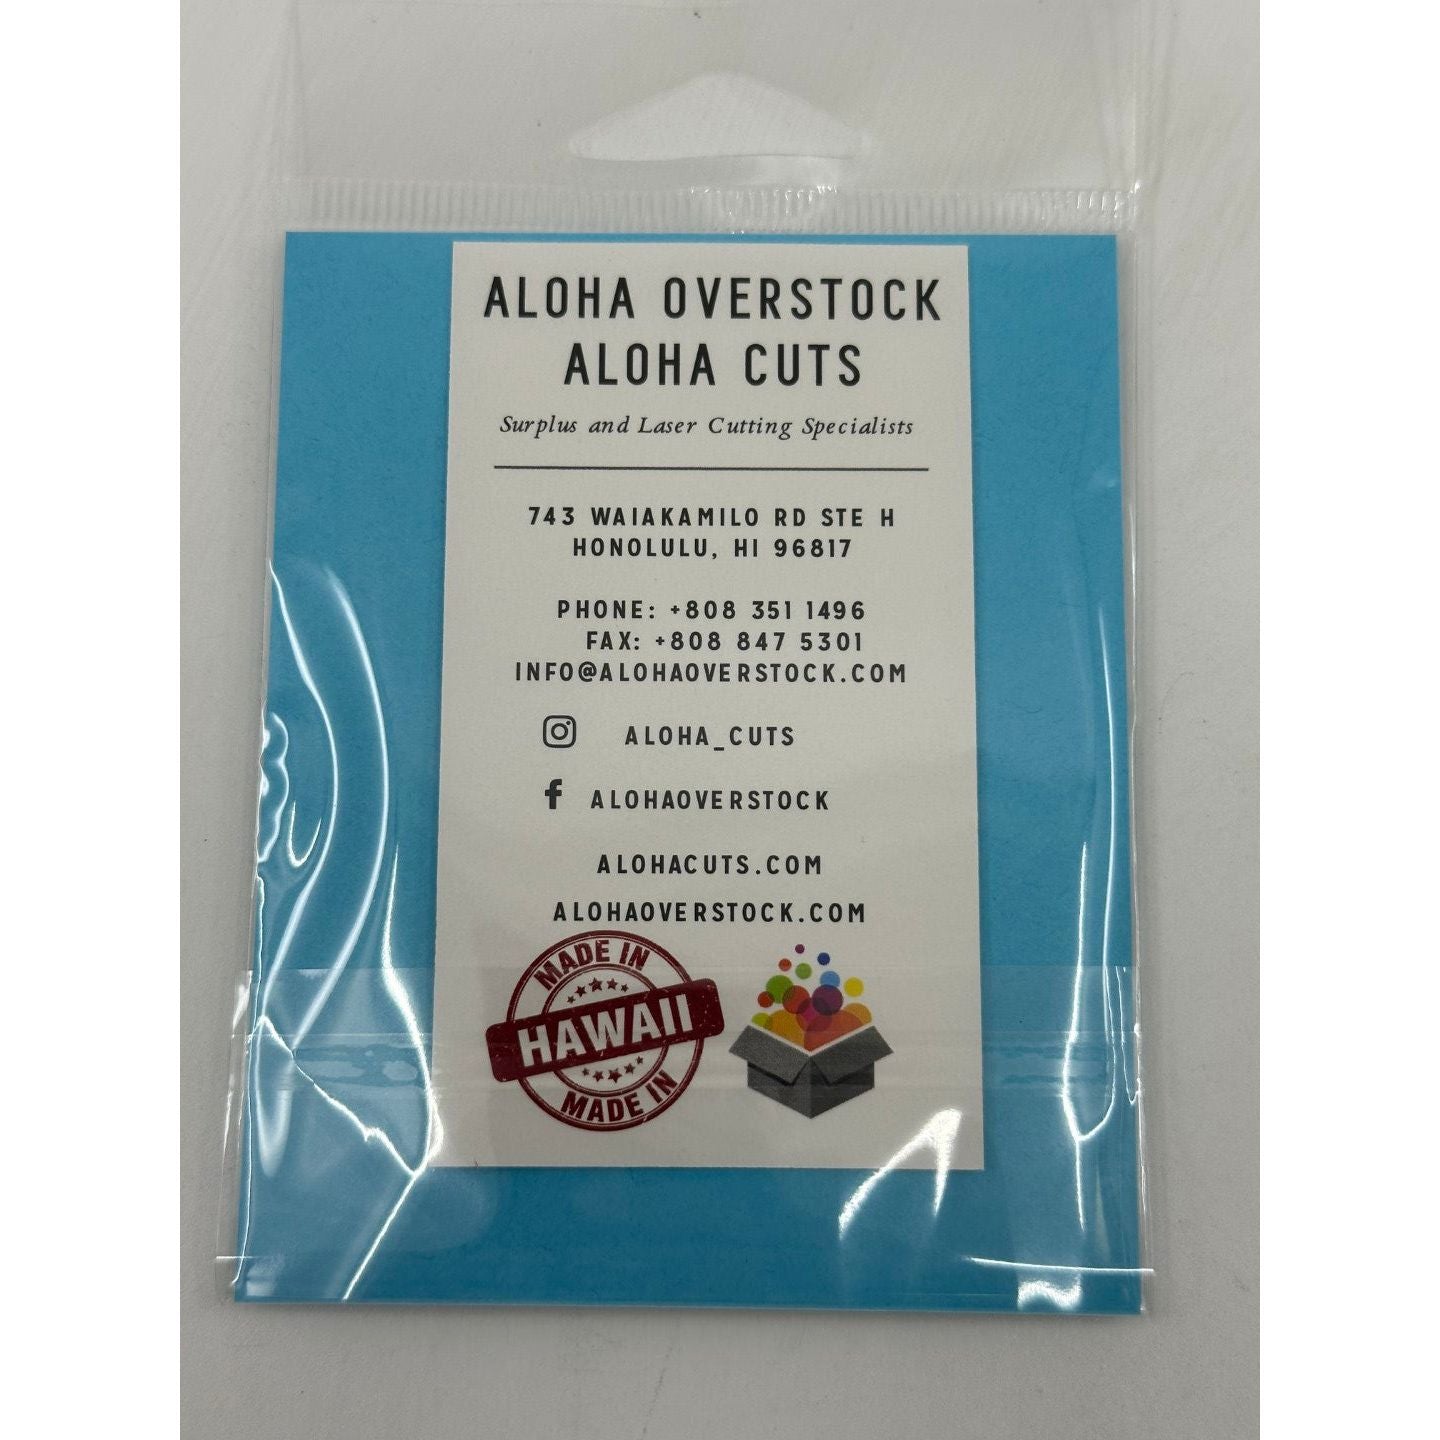 ALOHA OVERSTOCK
ALOHA CUTS
Surplus and Laser Cutting Specialists
743 WAIAKAMILO RD STE H
HONOLULU, HI 96817
PHONE: +808 351 1496
FAX: +808 847 5301
INFO@ALOHAOVERSTOCK.COM
ALOHA_CUTS
ALOHAOVERSTOCK
ALOHACUTS.COM
ALOHAOVERSTOCK.COM
MADE IN
HAWAII
MADE IN